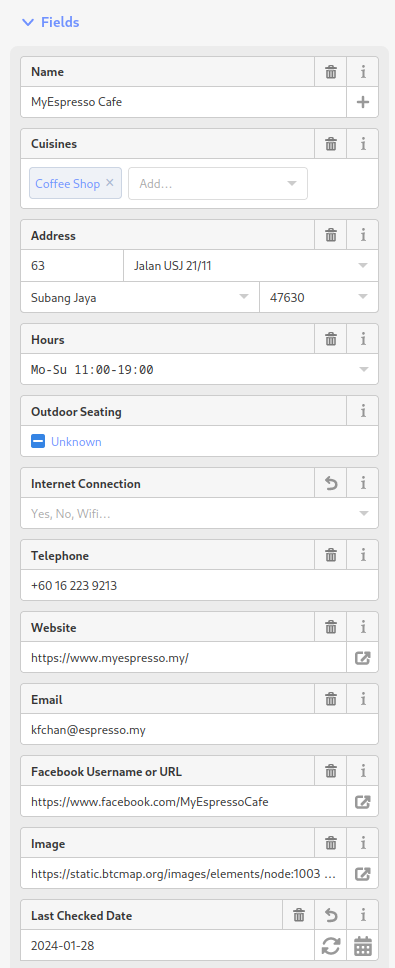 Fields
Name
MyEspresso Cafe
Cuisines
Coffee Shop × Add...
Address
63 Jalan USJ 21/11
Subang Jaya 47630
Hours
Mo-Su 11:00-19:00
Outdoor Seating
Unknown
Internet Connection
Yes, No, Wifi...
Telephone
+60 16 223 9213
Website
https://www.myespresso.my/
Email
kfchan@espresso.my
Facebook Username or URL
https://www.facebook.com/MyEspressoCafe
Image
https://static.btcmap.org/images/elements/node:1003 ...
Last Checked Date
2024-01-28